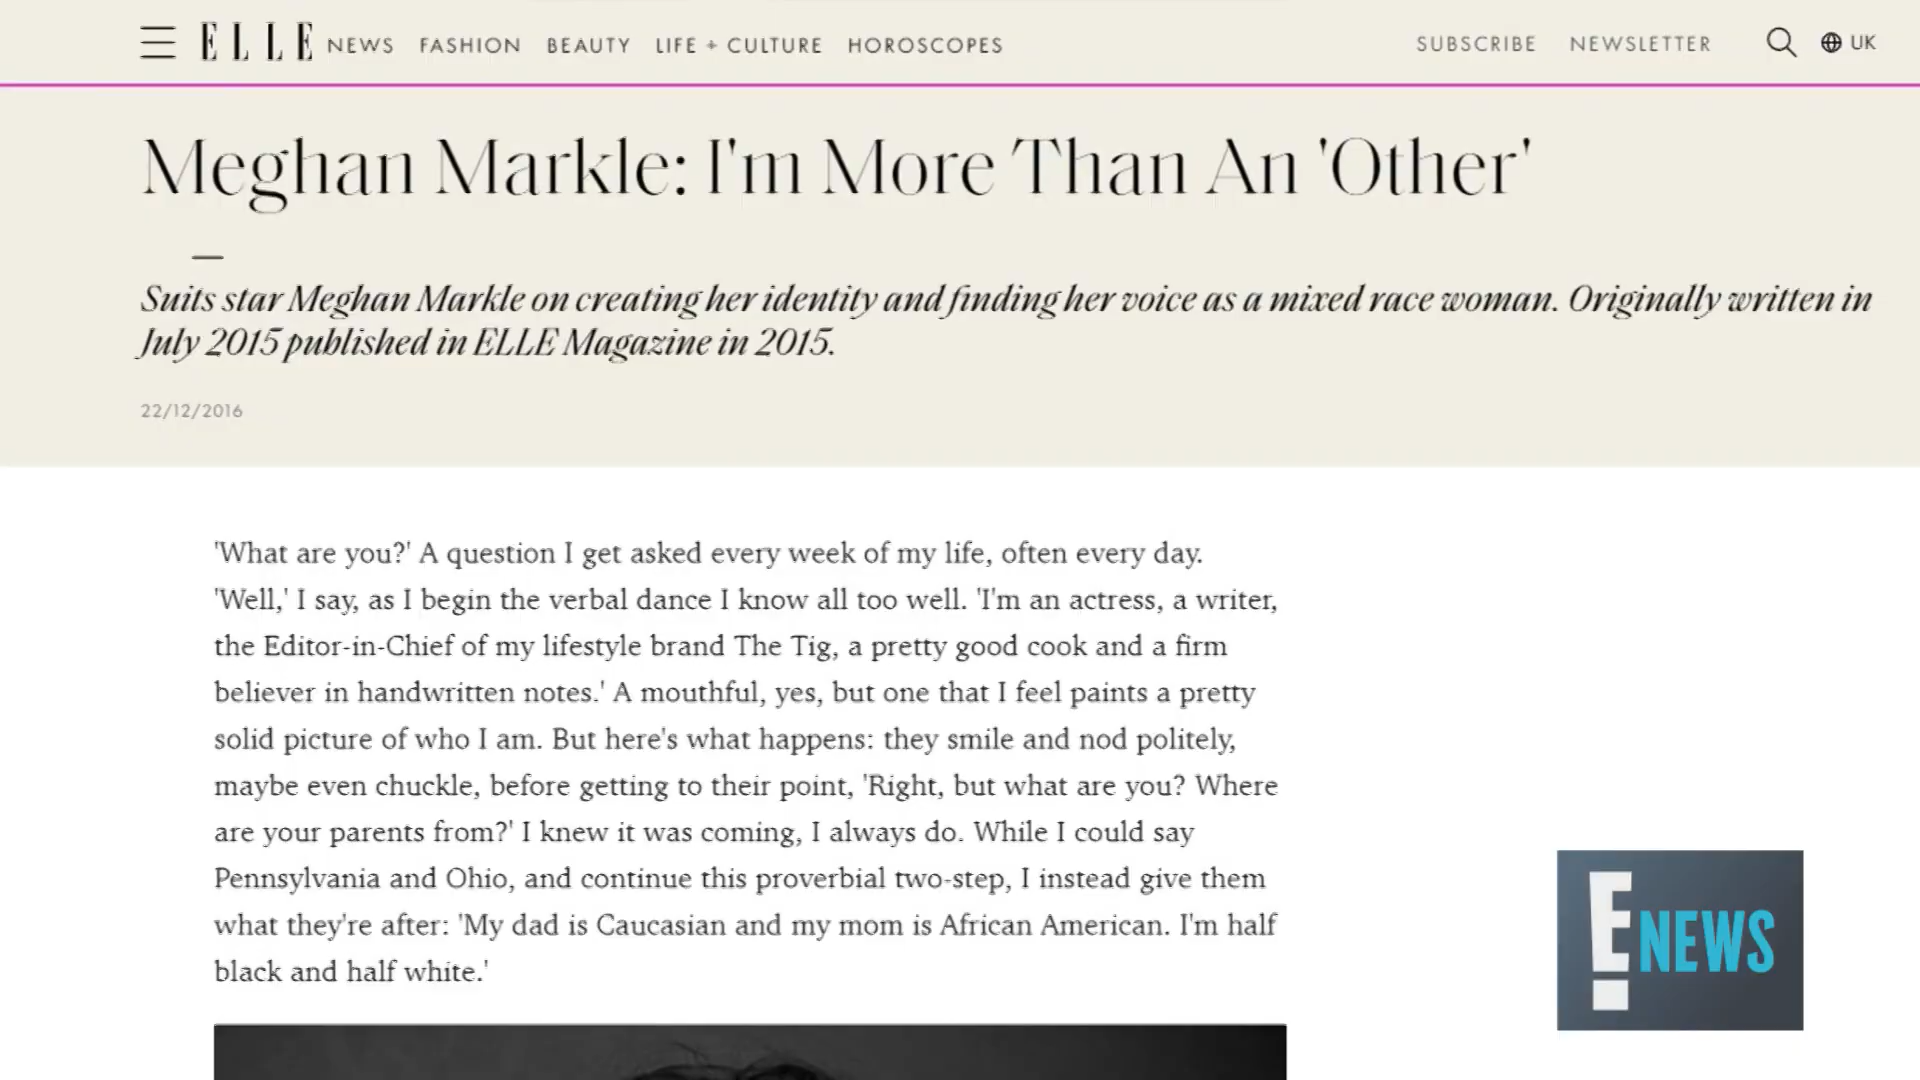 ELLE NEWS FASHION BEAUTY LIFE + CULTURE HOROSCOPES SUBSCRIBE NEWSLETTER UK
Meghan Markle: I'm More Than An 'Other'
Suits star Meghan Markle on creating her identity and finding her voice as a mixed race woman. Originally written in
July 2015 published in ELLE Magazine in 2015.
22/12/2016
'What are you?' A question I get asked every week of my life, often every day.
'Well,' I say, as I begin the verbal dance I know all too well. 'I'm an actress, a writer,
the Editor-in-Chief of my lifestyle brand The Tig, a pretty good cook and a firm
believer in handwritten notes.' A mouthful, yes, but one that I feel paints a pretty
solid picture of who I am. But here's what happens: they smile and nod politely,
maybe even chuckle, before getting to their point, 'Right, but what are you? Where
are your parents from?' I knew it was coming, I always do. While I could say
Pennsylvania and Ohio, and continue this proverbial two-step, I instead give them
what they're after: 'My dad is Caucasian and my mom is African American. I'm half
black and half white.'
E! NEWS